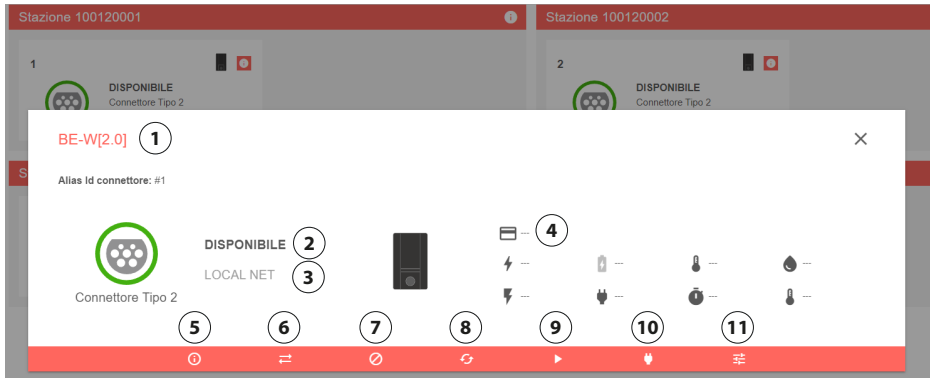 Stazione 100120001
Stazione 100120002
1
2
DISPONIBILE
Connettore Tipo 2
DISPONIBILE
Connettore Tipo 2
BE-W[2.0] 1
S
Alias Id connettore: #1
DISPONIBILE 2
LOCAL NET 3
Connettore Tipo 2
--- 4
--- --- --- ---
--- --- --- ---
5 6 7 8 9 10 11